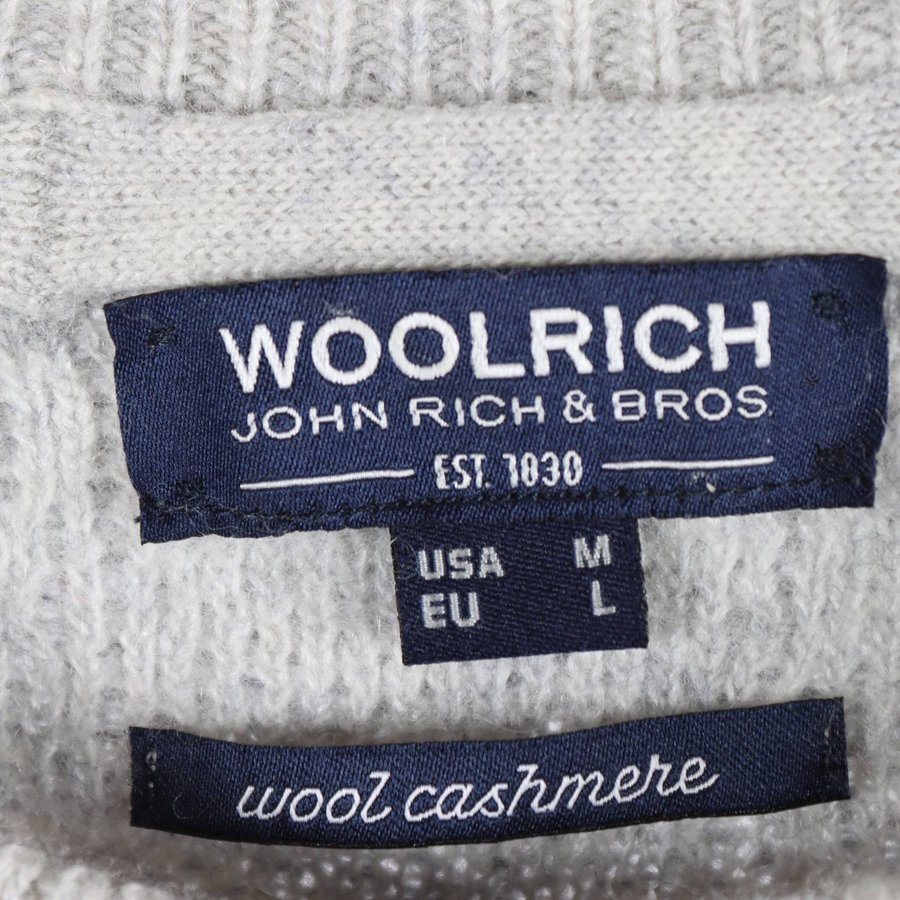 WOOLRICH
JOHN RICH & BROS.
EST. 1830
USA M
EU L
wool cashmere